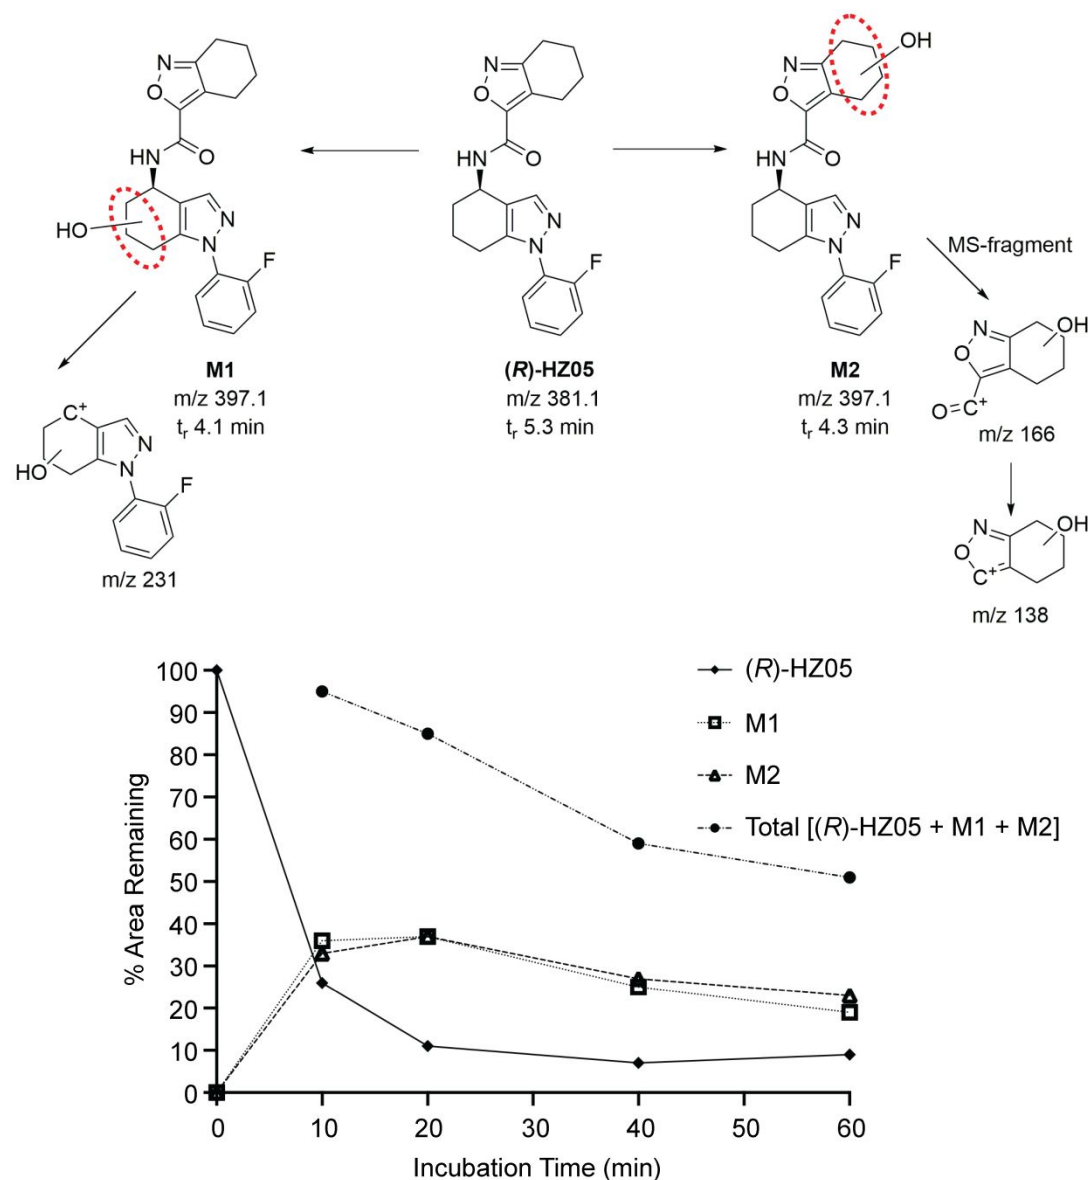 OH
N
O
HN
O
HO
N
N
F
M1
m/z 397.1
tr 4.1 min
N
O
HN
O
N
N
F
(R)-HZ05
m/z 381.1
tr 5.3 min
N
O
HN
O
N
N
F
M2
m/z 397.1
tr 4.3 min
MS-fragment
C+
HO
N
N
F
m/z 231
N
OH
O
O=C+
m/z 166
N
OH
O
C+
m/z 138
% Area Remaining
100
90
80
70
60
50
40
30
20
10
0
(R)-HZ05
M1
M2
Total [(R)-HZ05 + M1 + M2]
0 10 20 30 40 50 60
Incubation Time (min)